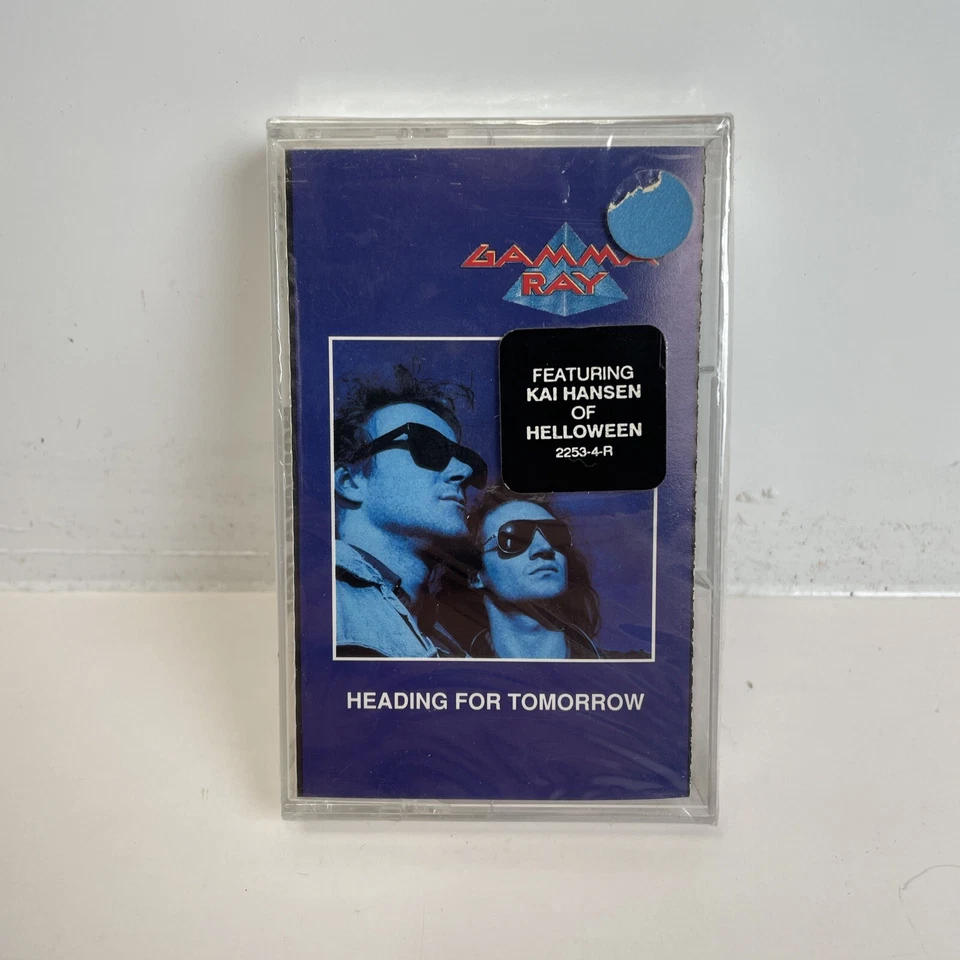 GAMMA
RAY
FEATURING
KAI HANSEN
OF
HELLOWEEN
2253-4-R
HEADING FOR TOMORROW